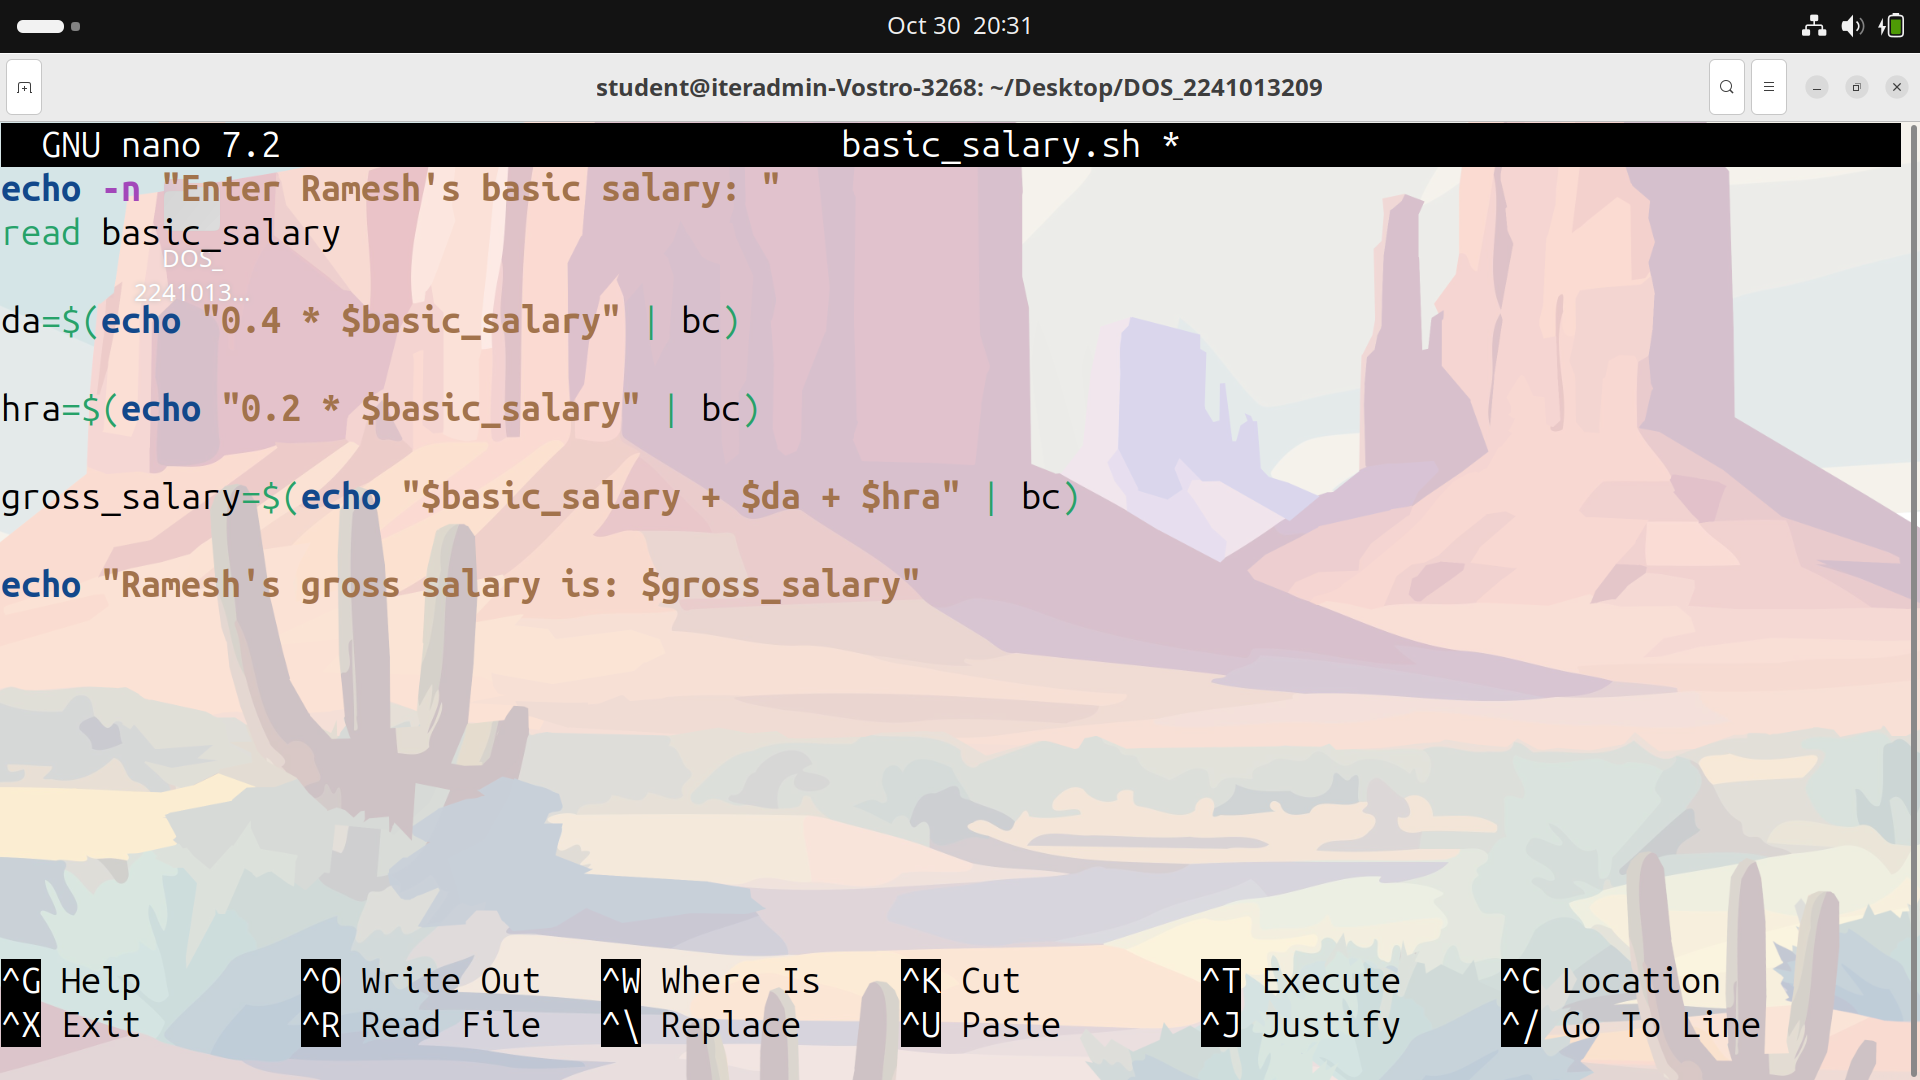 Oct 30 20:31
student@iteradmin-Vostro-3268: ~/Desktop/DOS_2241013209
GNU nano 7.2 basic_salary.sh *
echo -n "Enter Ramesh's basic salary: "
read basic_salary
DOS_
2241013...
da=$(echo "0.4 * $basic_salary" | bc)
hra=$(echo "0.2 * $basic_salary" | bc)
gross_salary=$(echo "$basic_salary + $da + $hra" | bc)
echo "Ramesh's gross salary is: $gross_salary"
^G Help ^O Write Out ^W Where Is ^K Cut ^T Execute ^C Location
^X Exit ^R Read File ^\ Replace ^U Paste ^J Justify ^/ Go To Line